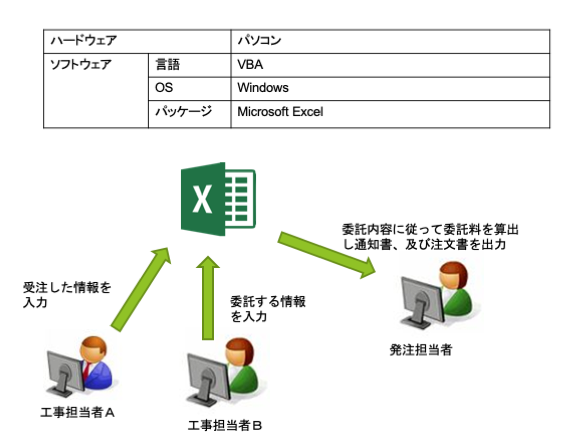 ハードウェア パソコン
ソフトウェア 言語 VBA
OS Windows
パッケージ Microsoft Excel
X
委託内容に従って委託料を算出
し通知書、及び注文書を出力
受注した情報を
入力
委託する情報
を入力
発注担当者
工事担当者A
工事担当者B